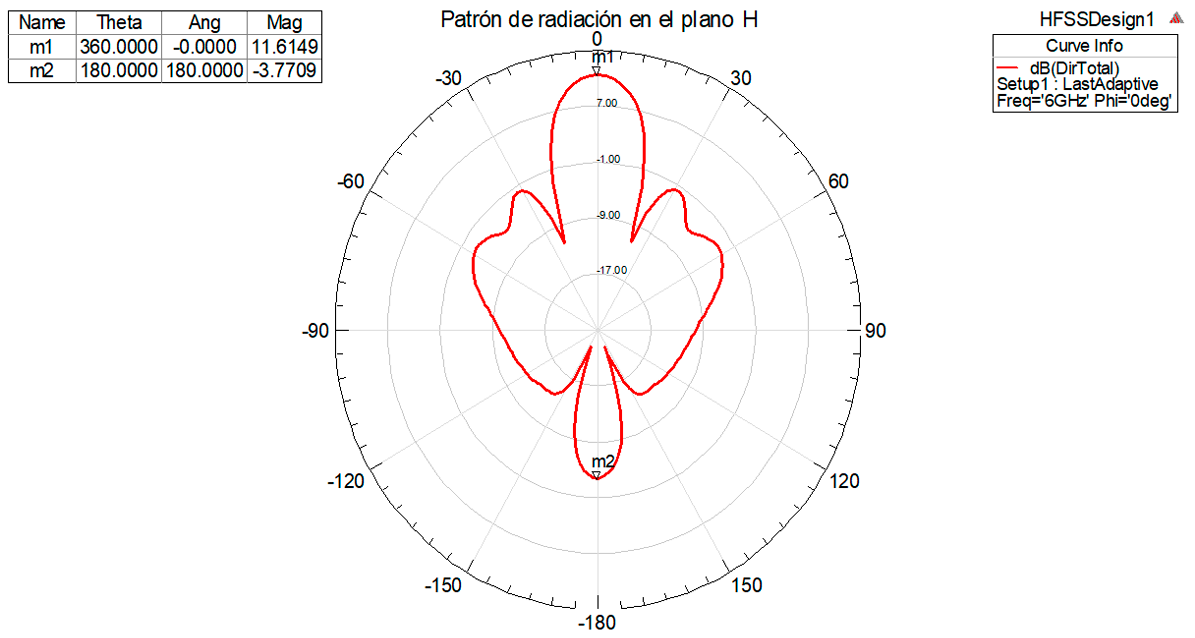 Patrón de radiación en el plano H
HFSSDesign1
Name Theta Ang Mag
m1 360.0000 -0.0000 11.6149
m2 180.0000 180.0000 -3.7709
Curve Info
dB(DirTotal)
Setup1 : LastAdaptive
Freq='6GHz' Phi='0deg'
0
m1
-30
30
7.00
-60
-1.00
60
-9.00
-17.00
-90
90
m2
-120
120
-150
150
-180